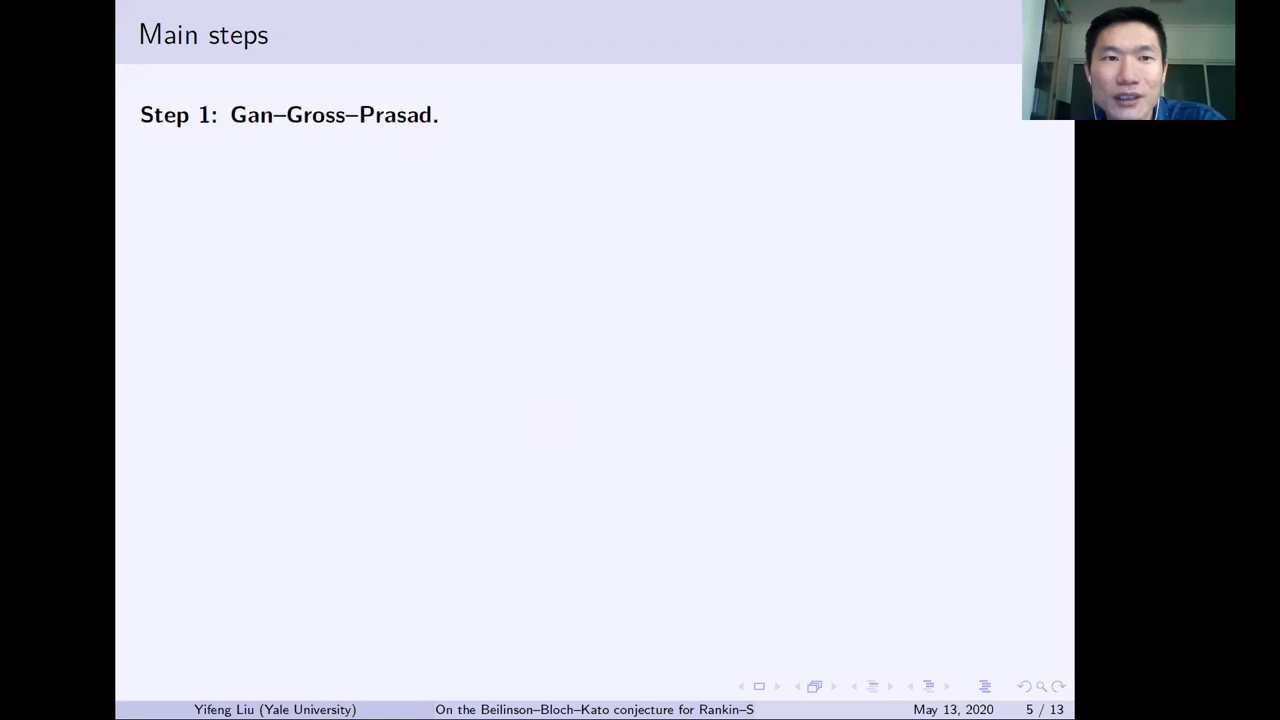 Main steps
Step 1: Gan–Gross–Prasad.
Yifeng Liu (Yale University) On the Beilinson–Bloch–Kato conjecture for Rankin–S May 13, 2020 5 / 13